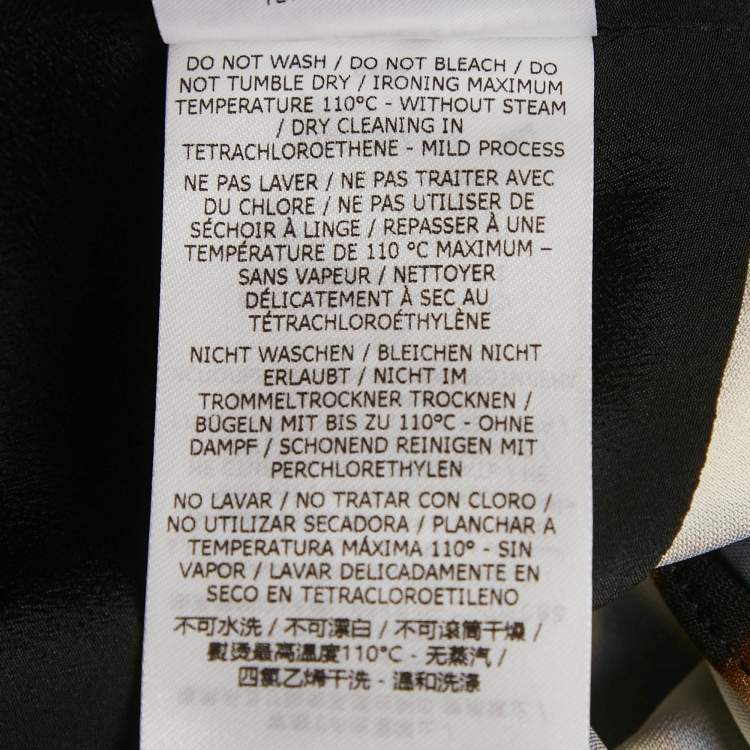 DO NOT WASH / DO NOT BLEACH / DO
NOT TUMBLE DRY / IRONING MAXIMUM
TEMPERATURE 110°C - WITHOUT STEAM
/ DRY CLEANING IN
TETRACHLOROETHENE - MILD PROCESS
NE PAS LAVER / NE PAS TRAITER AVEC
DU CHLORE / NE PAS UTILISER DE
SÉCHOIR À LINGE / REPASSER À UNE
TEMPÉRATURE DE 110 °C MAXIMUM –
SANS VAPEUR / NETTOYER
DÉLICATEMENT À SEC AU
TÉTRACHLOROÉTHYLÈNE
NICHT WASCHEN / BLEICHEN NICHT
ERLAUBT / NICHT IM
TROMMELTROCKNER TROCKNEN /
BÜGELN MIT BIS ZU 110°C - OHNE
DAMPF / SCHONEND REINIGEN MIT
PERCHLORETHYLEN
NO LAVAR / NO TRATAR CON CLORO /
NO UTILIZAR SECADORA / PLANCHAR A
TEMPERATURA MÁXIMA 110° - SIN
VAPOR / LAVAR DELICADAMENTE EN
SECO EN TETRACLOROETILENO
不可水洗 / 不可漂白 / 不可滾筒干燥 /
熨烫最高溫度110°C - 无蒸汽 /
四氯乙烯干洗 - 溫和洗滌